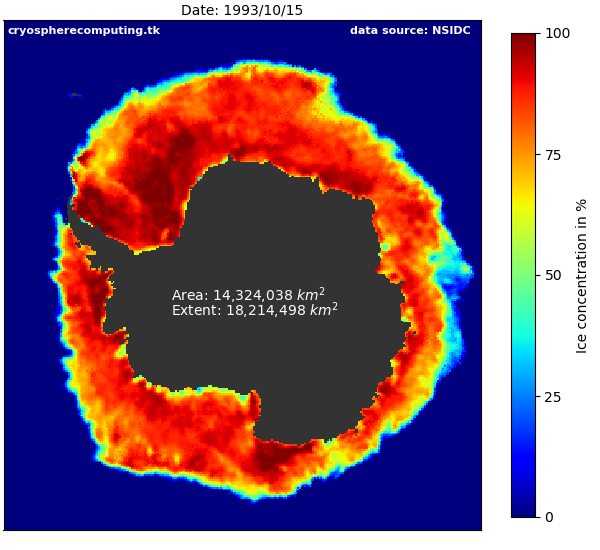 Date: 1993/10/15
cryospherecomputing.tk data source: NSIDC
Area: 14,324,038 km²
Extent: 18,214,498 km²
100
75
50
25
0
Ice concentration in %